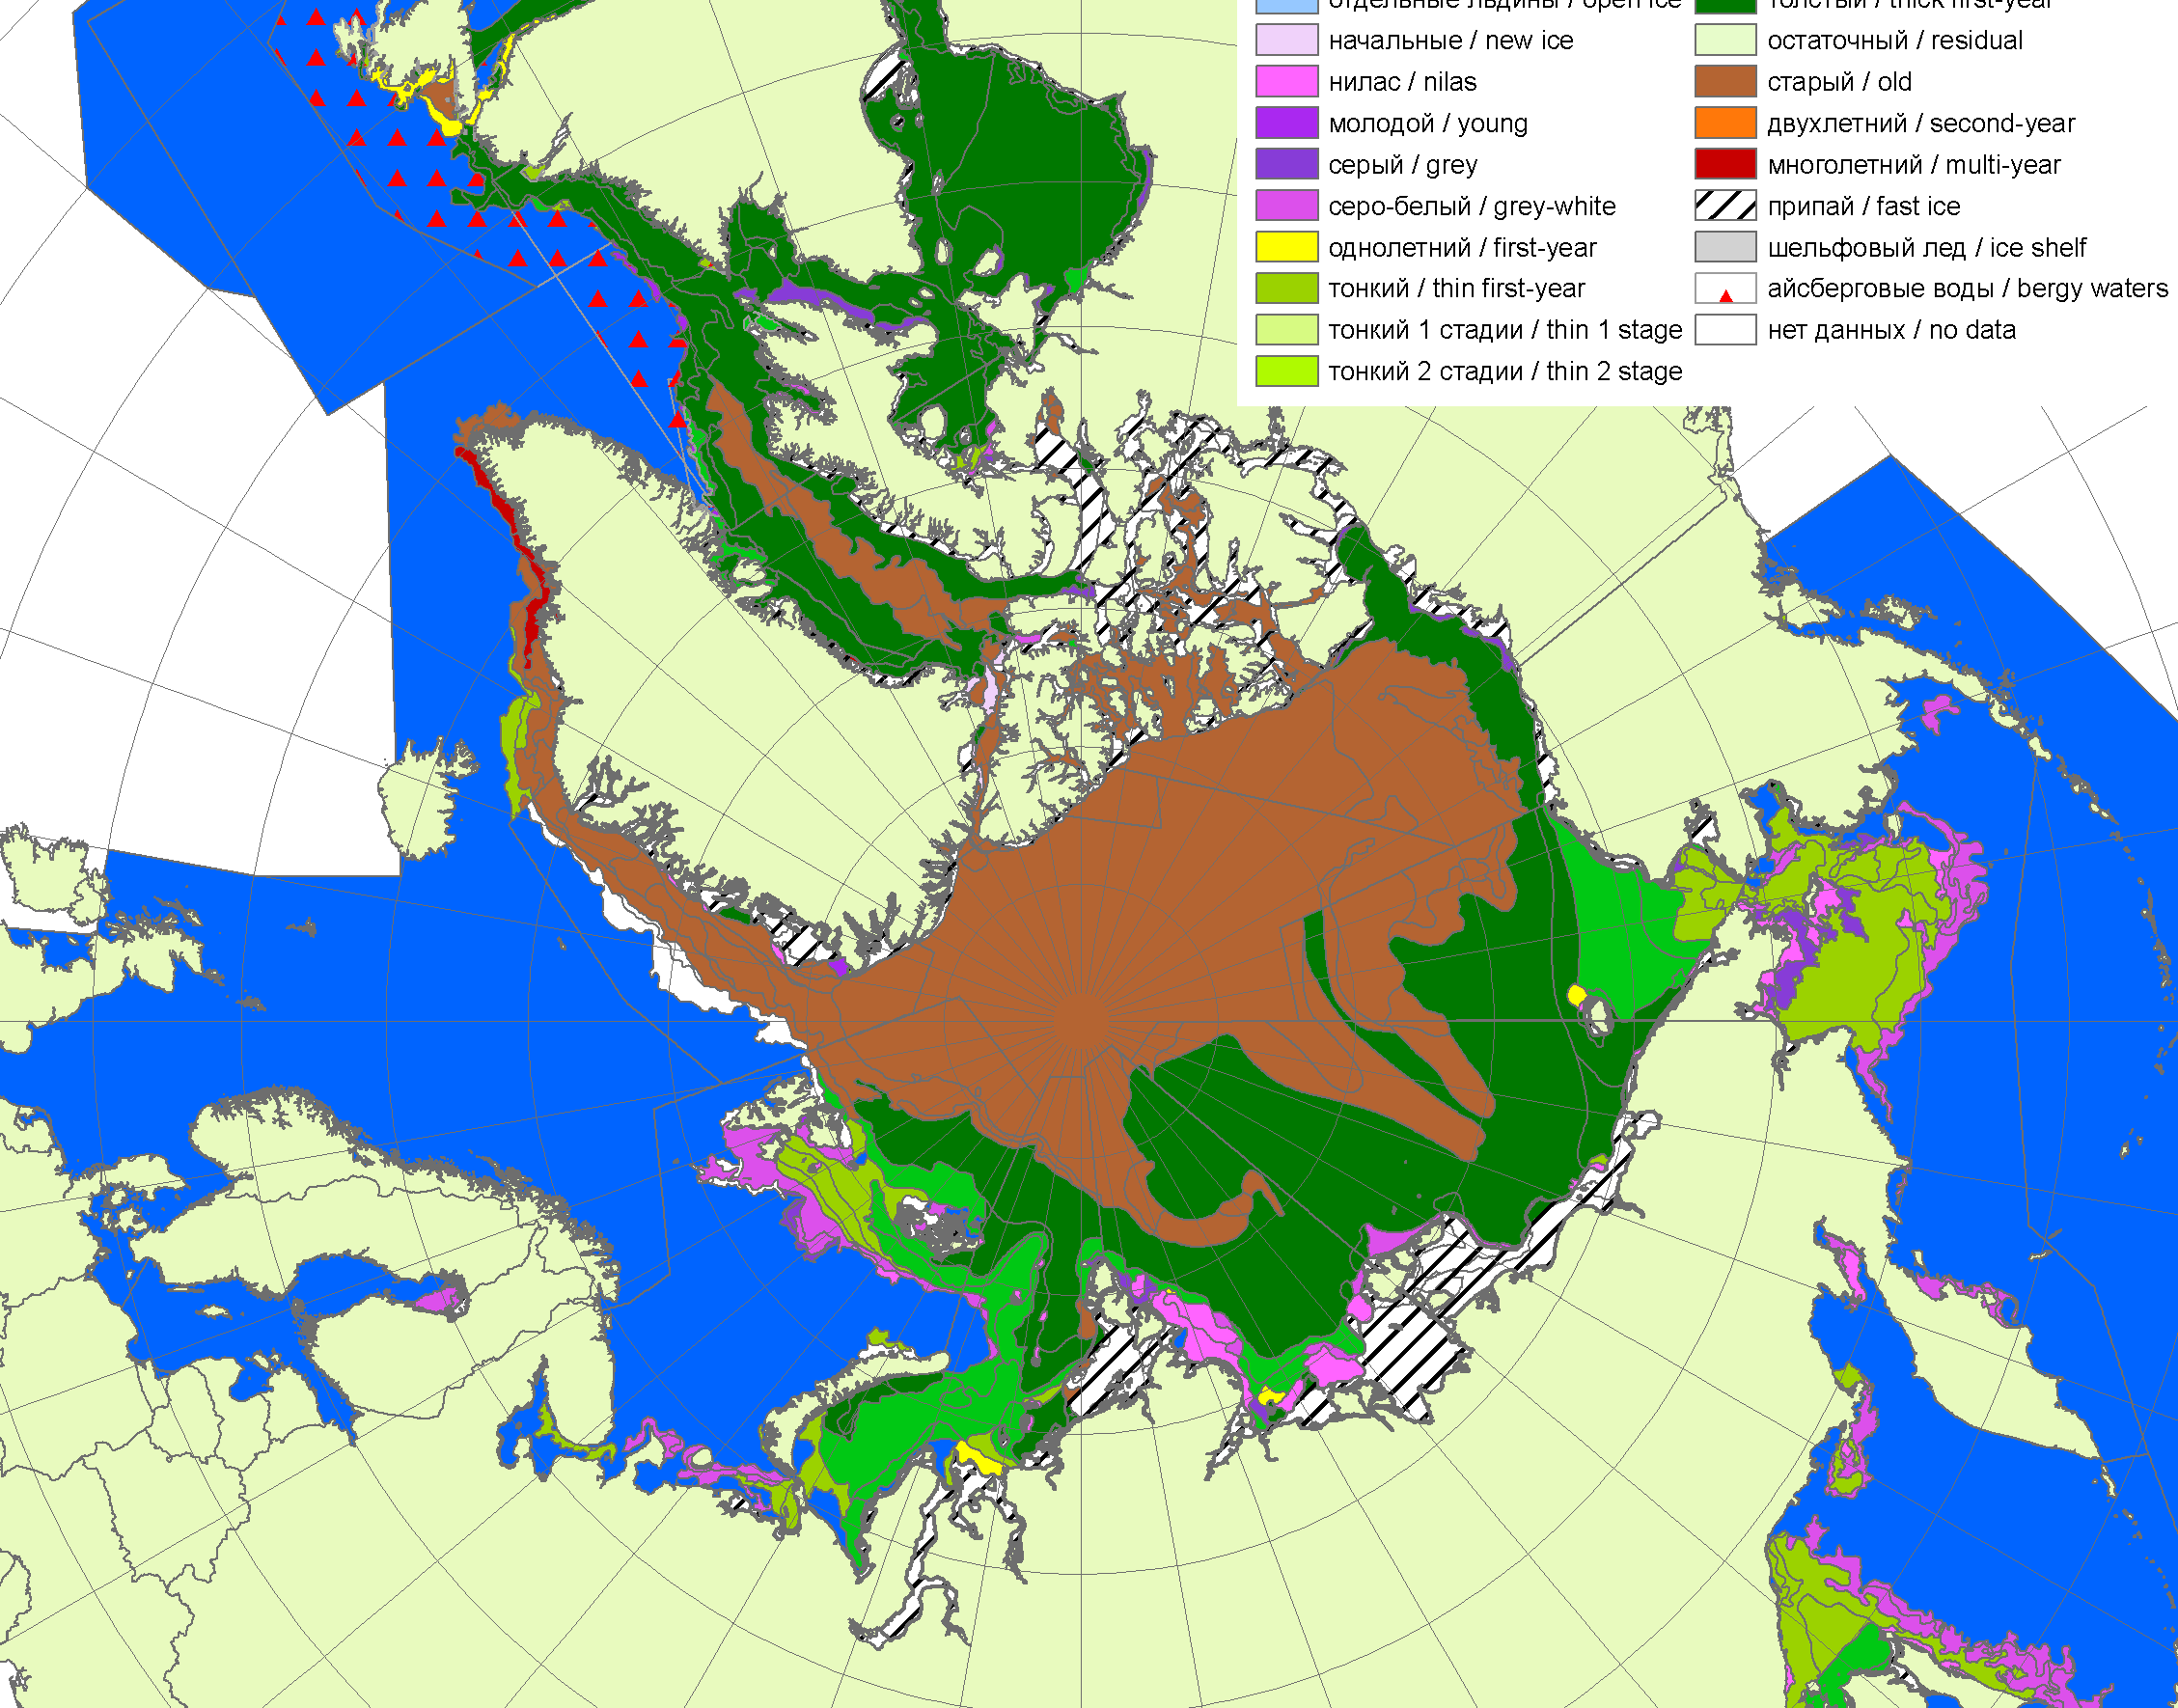 отдельные льдины / open ice
толстый / thick first-year
начальные / new ice
остаточный / residual
нилас / nilas
старый / old
молодой / young
двухлетний / second-year
серый / grey
многолетний / multi-year
серо-белый / grey-white
припай / fast ice
однолетний / first-year
шельфовый лед / ice shelf
тонкий / thin first-year
айсберговые воды / bergy waters
тонкий 1 стадии / thin 1 stage
нет данных / no data
тонкий 2 стадии / thin 2 stage